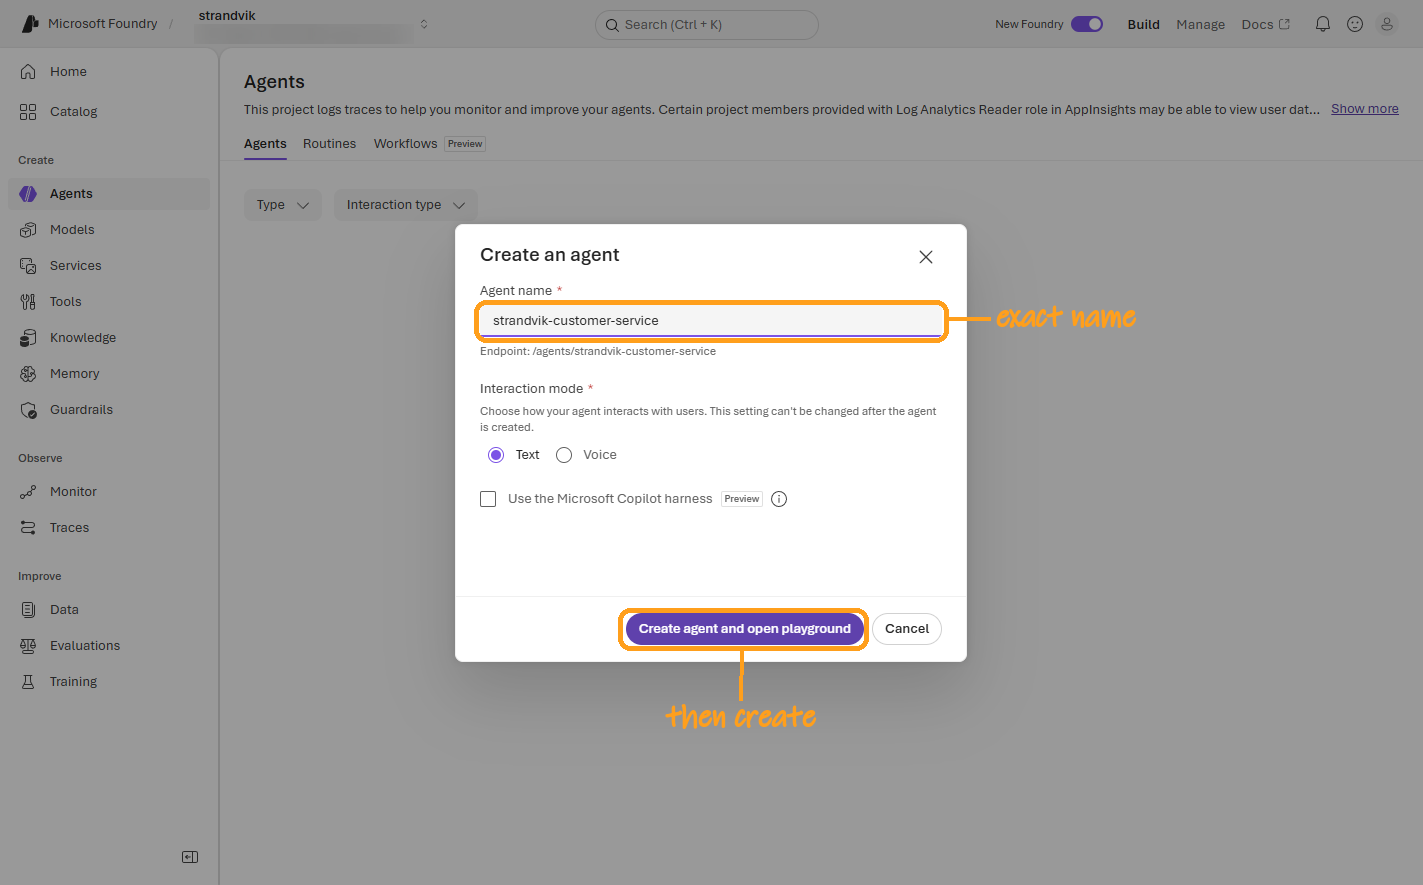 Microsoft Foundry
/
strandvik
Search (Ctrl + K)
New Foundry
Build
Manage
Docs
Home
Catalog
Create
Agents
Models
Services
Tools
Knowledge
Memory
Guardrails
Observe
Monitor
Traces
Improve
Data
Evaluations
Training
Agents
This project logs traces to help you monitor and improve your agents. Certain project members provided with Log Analytics Reader role in AppInsights may be able to view user dat... Show more
Agents Routines Workflows Preview
Type Interaction type
Create an agent
Agent name *
strandvik-customer-service
exact name
Endpoint: /agents/strandvik-customer-service
Interaction mode *
Choose how your agent interacts with users. This setting can't be changed after the agent
is created.
Text Voice
Use the Microsoft Copilot harness Preview
Create agent and open playground Cancel
then create